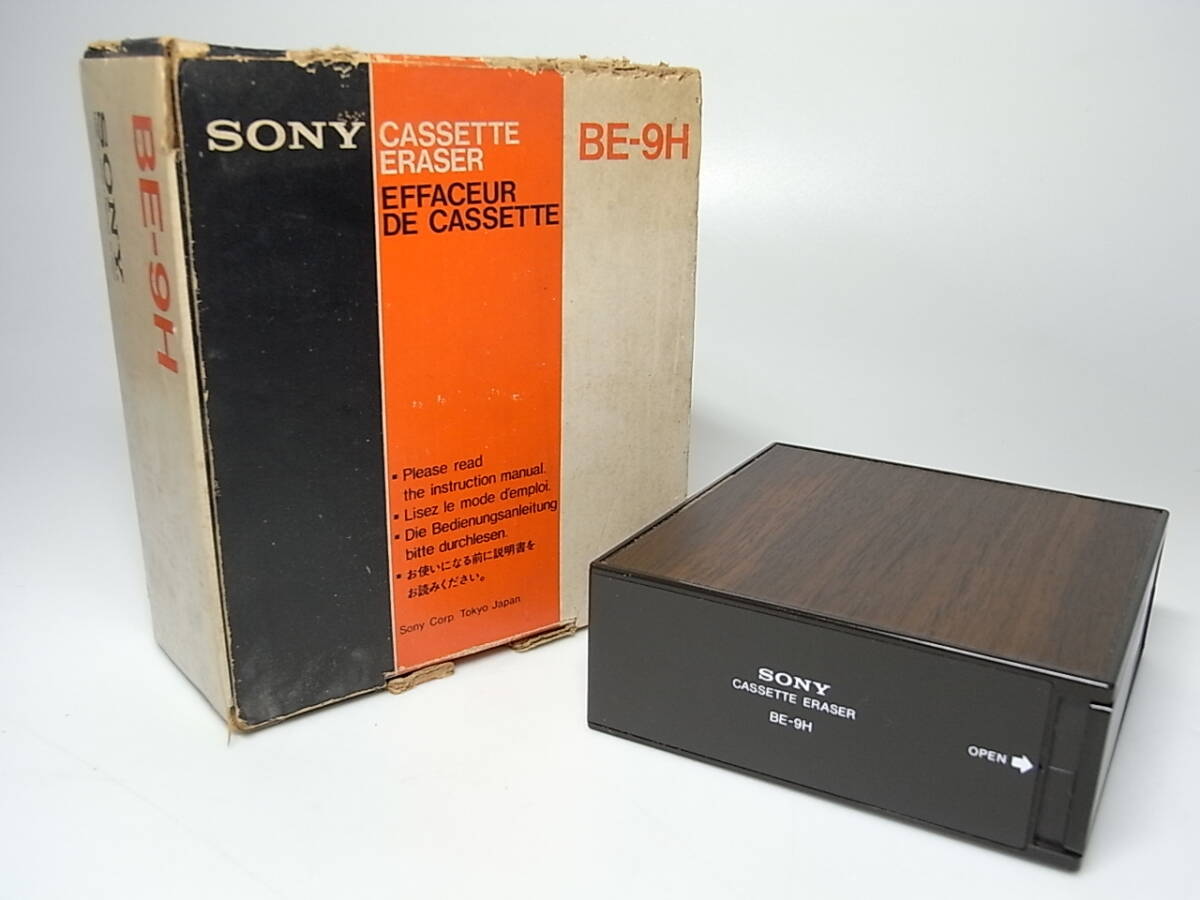 BE-9H
SONY
SONY
CASSETTE
ERASER
EFFACEUR
DE CASSETTE
BE-9H
▪ Please read
the instruction manual.
▪ Lisez le mode d'emploi.
▪ Die Bedienungsanleitung
bitte durchlesen.
▪ お使いになる前に説明書を
お読みください。
Sony Corp. Tokyo Japan
SONY
CASSETTE ERASER
BE-9H
OPEN